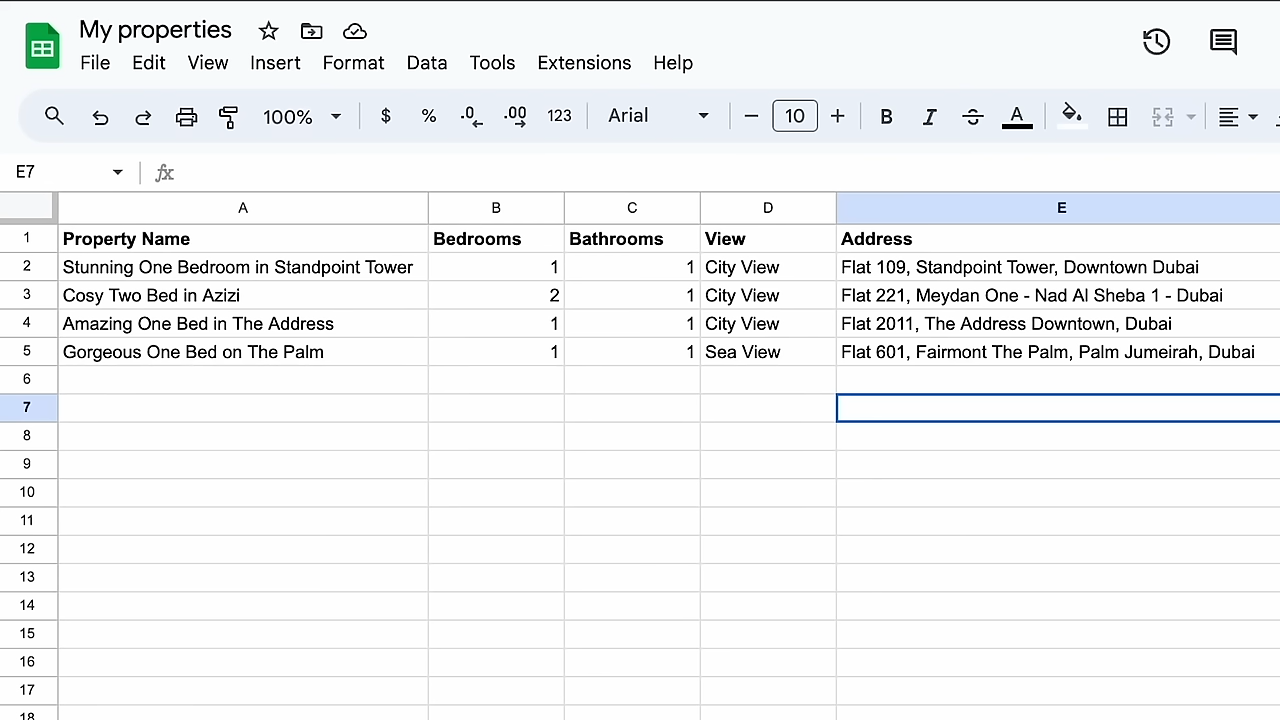 My properties
File Edit View Insert Format Data Tools Extensions Help
100% $ % .0 .00 123 Arial 10 B I S A
E7 fx
A B C D E
1 Property Name Bedrooms Bathrooms View Address
2 Stunning One Bedroom in Standpoint Tower 1 1 City View Flat 109, Standpoint Tower, Downtown Dubai
3 Cosy Two Bed in Azizi 2 1 City View Flat 221, Meydan One - Nad Al Sheba 1 - Dubai
4 Amazing One Bed in The Address 1 1 City View Flat 2011, The Address Downtown, Dubai
5 Gorgeous One Bed on The Palm 1 1 Sea View Flat 601, Fairmont The Palm, Palm Jumeirah, Dubai
6
7
8
9
10
11
12
13
14
15
16
17
18